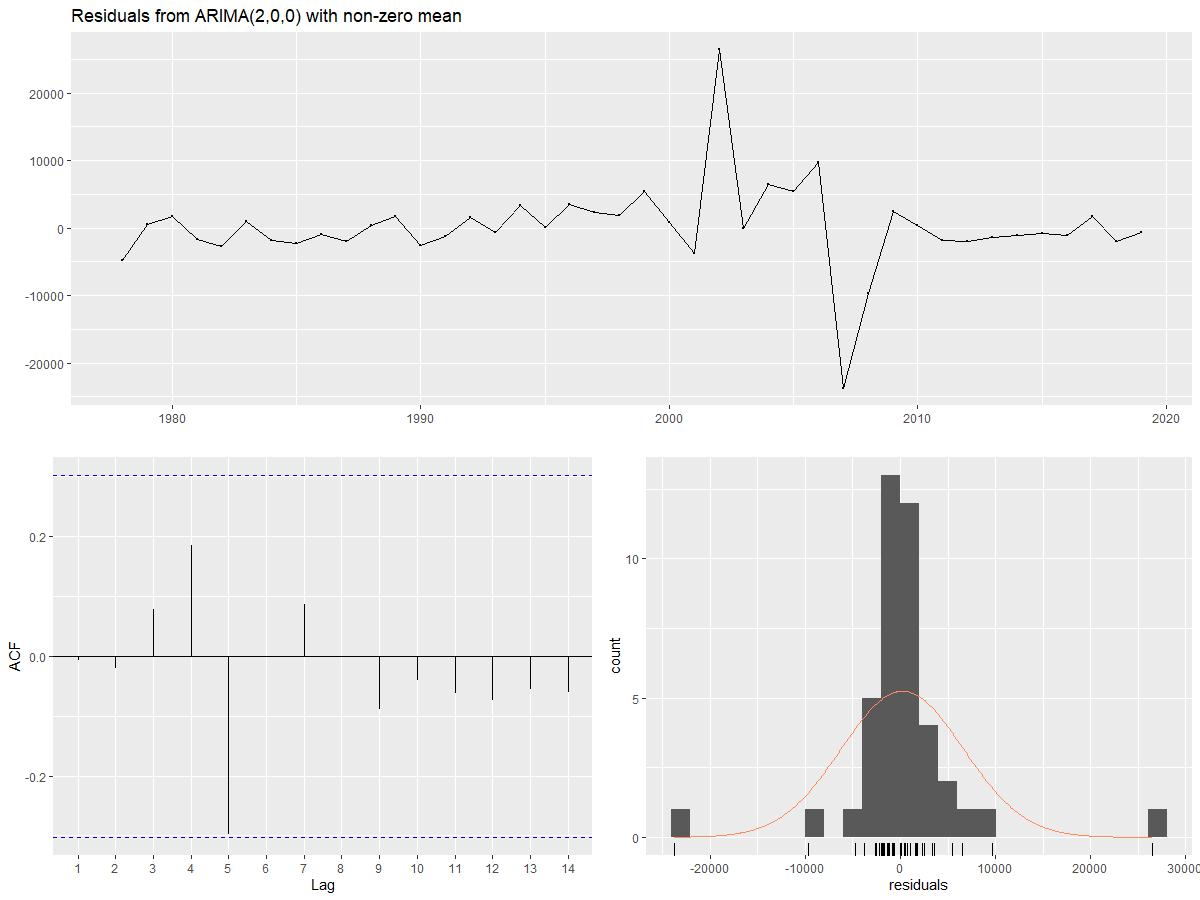 Residuals from ARIMA(2,0,0) with non-zero mean
20000
10000
0
-10000
-20000
1980 1990 2000 2010 2020
ACF
0.2
0.0
-0.2
1 2 3 4 5 6 7 8 9 10 11 12 13 14
Lag
count
10
5
0
-20000 -10000 0 10000 20000 30000
residuals